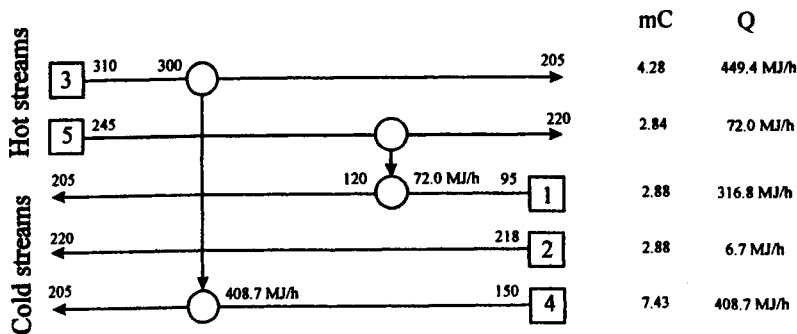 mC Q
Hot streams
3 310 300 205 4.28 449.4 MJ/h
5 245 220 2.84 72.0 MJ/h
Cold streams
205 120 72.0 MJ/h 95 1 2.88 316.8 MJ/h
220 218 2 2.88 6.7 MJ/h
205 408.7 MJ/h 150 4 7.43 408.7 MJ/h